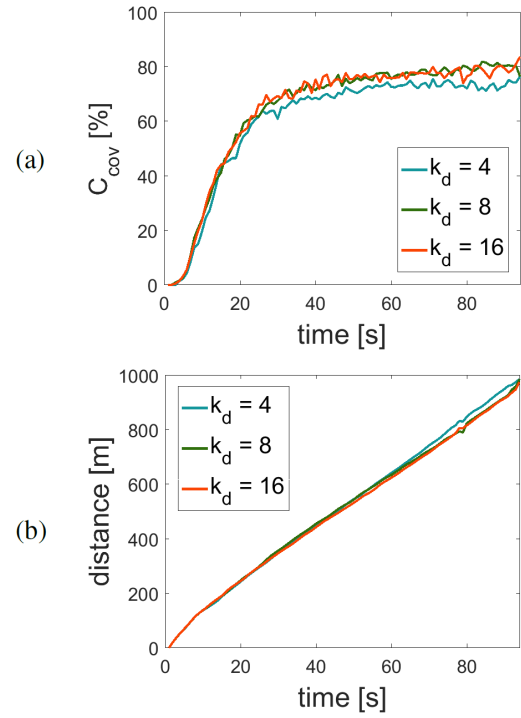 (a)
C_cov [%]
100
80
60
40
20
0
k_d = 4
k_d = 8
k_d = 16
0 20 40 60 80
time [s]
(b)
distance [m]
1000
800
600
400
200
0
k_d = 4
k_d = 8
k_d = 16
0 20 40 60 80
time [s]